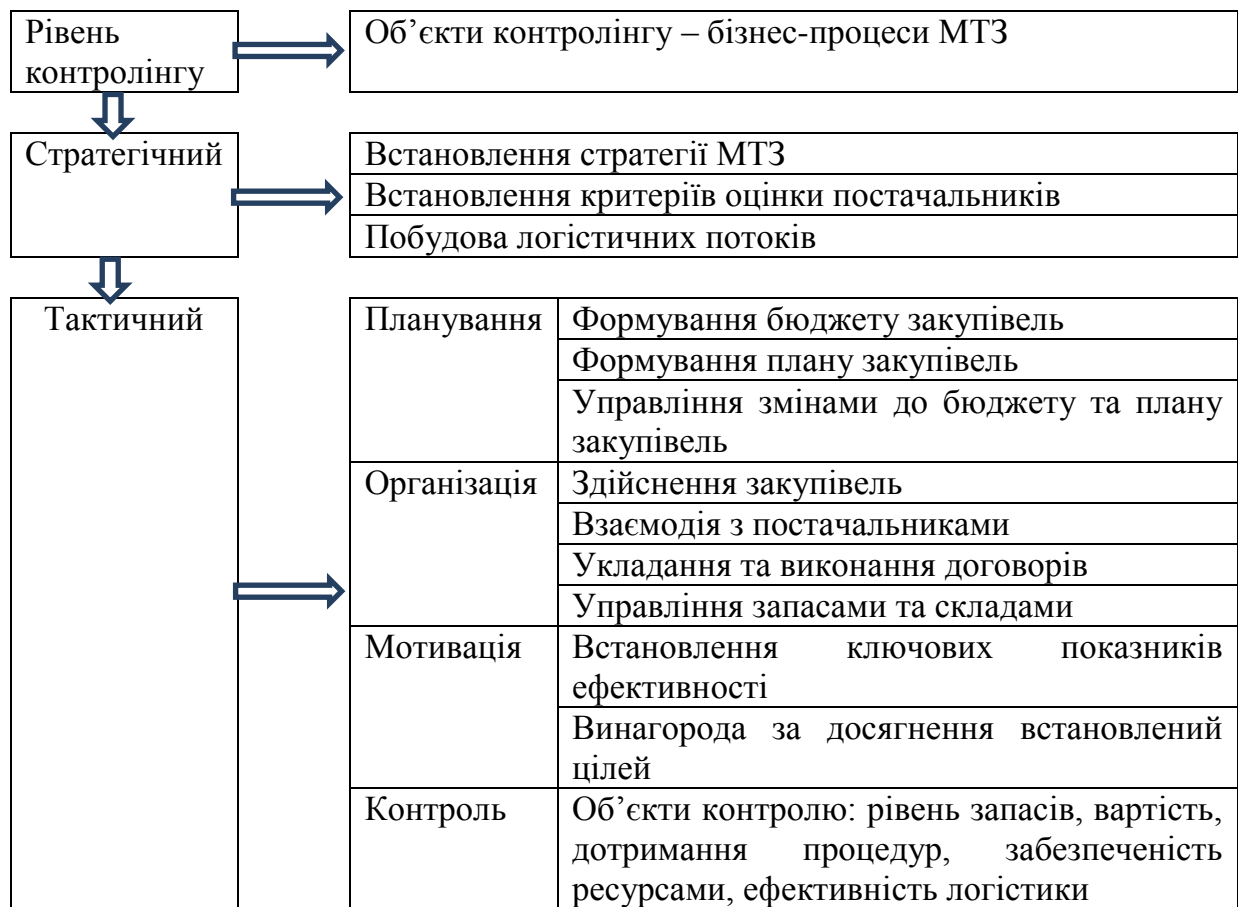 Рівень
контролінгу
Об’єкти контролінгу – бізнес-процеси МТЗ
Стратегічний
Встановлення стратегії МТЗ
Встановлення критеріїв оцінки постачальників
Побудова логістичних потоків
Тактичний
Планування
Формування бюджету закупівель
Формування плану закупівель
Управління змінами до бюджету та плану
закупівель
Організація
Здійснення закупівель
Взаємодія з постачальниками
Укладання та виконання договорів
Управління запасами та складами
Мотивація
Встановлення ключових показників
ефективності
Винагорода за досягнення встановлений
цілей
Контроль
Об’єкти контролю: рівень запасів, вартість,
дотримання процедур, забезпеченість
ресурсами, ефективність логістики